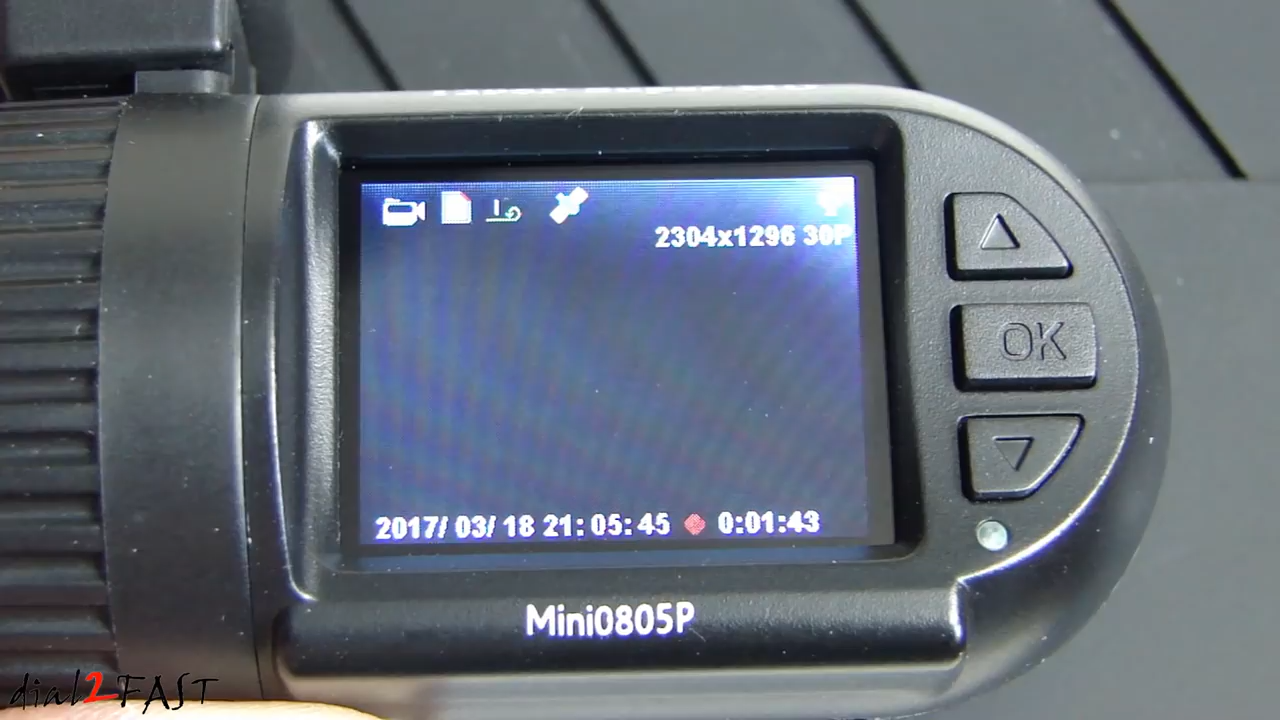 2304x1296 30P
OK
2017/ 03/ 18 21: 05: 45 0:01:43
Mini0805P
dial2FAST